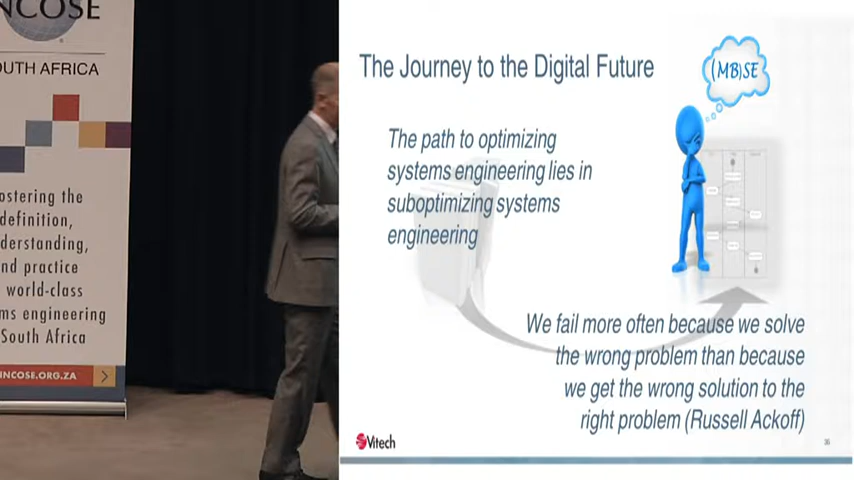 NCOSE
OUTH AFRICA
ostering the
definition,
derstanding,
nd practice
world-class
ms engineering
South Africa
NCOSE.ORG.ZA
The Journey to the Digital Future
(MB)SE
The path to optimizing
systems engineering lies in
suboptimizing systems
engineering
We fail more often because we solve
the wrong problem than because
we get the wrong solution to the
right problem (Russell Ackoff)
Vitech